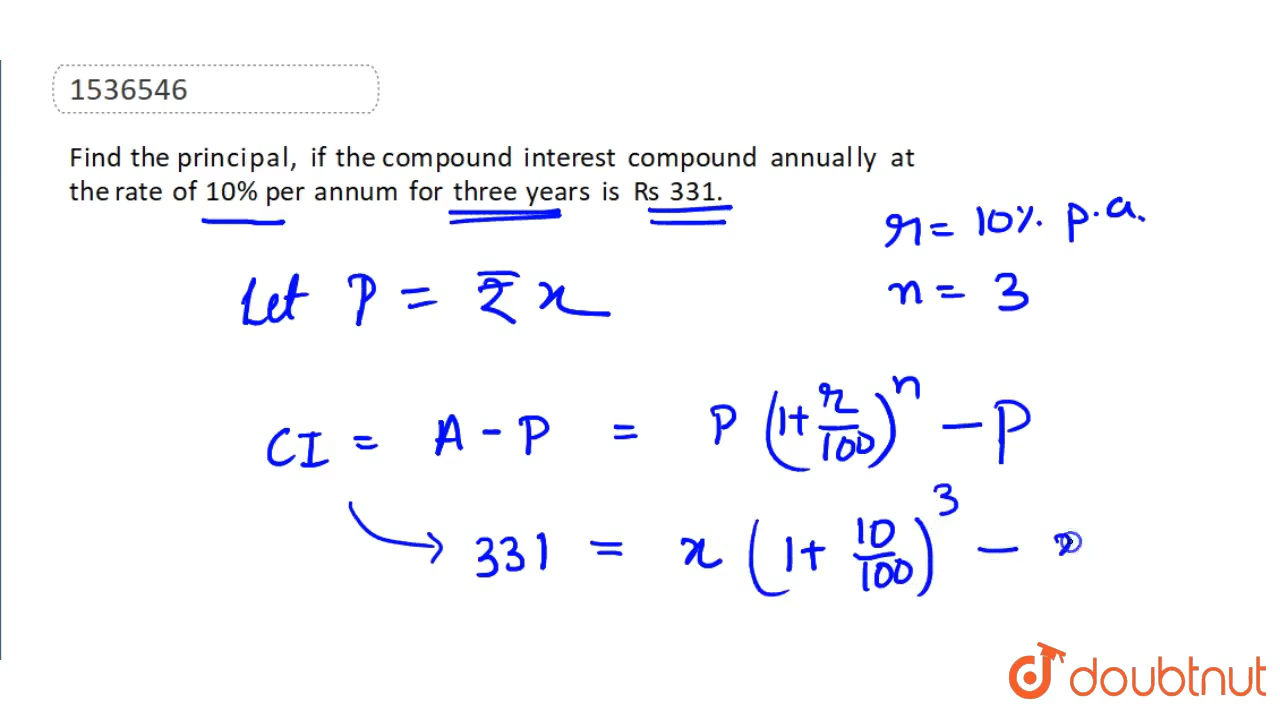 1536546
Find the principal, if the compound interest compound annually at
the rate of 10% per annum for three years is Rs 331.
r = 10% p.a.
Let P = ₹ x
n = 3
CI = A - P = P (1 + r/100)^n - P
331 = x (1 + 10/100)^3 - x
doubtnut